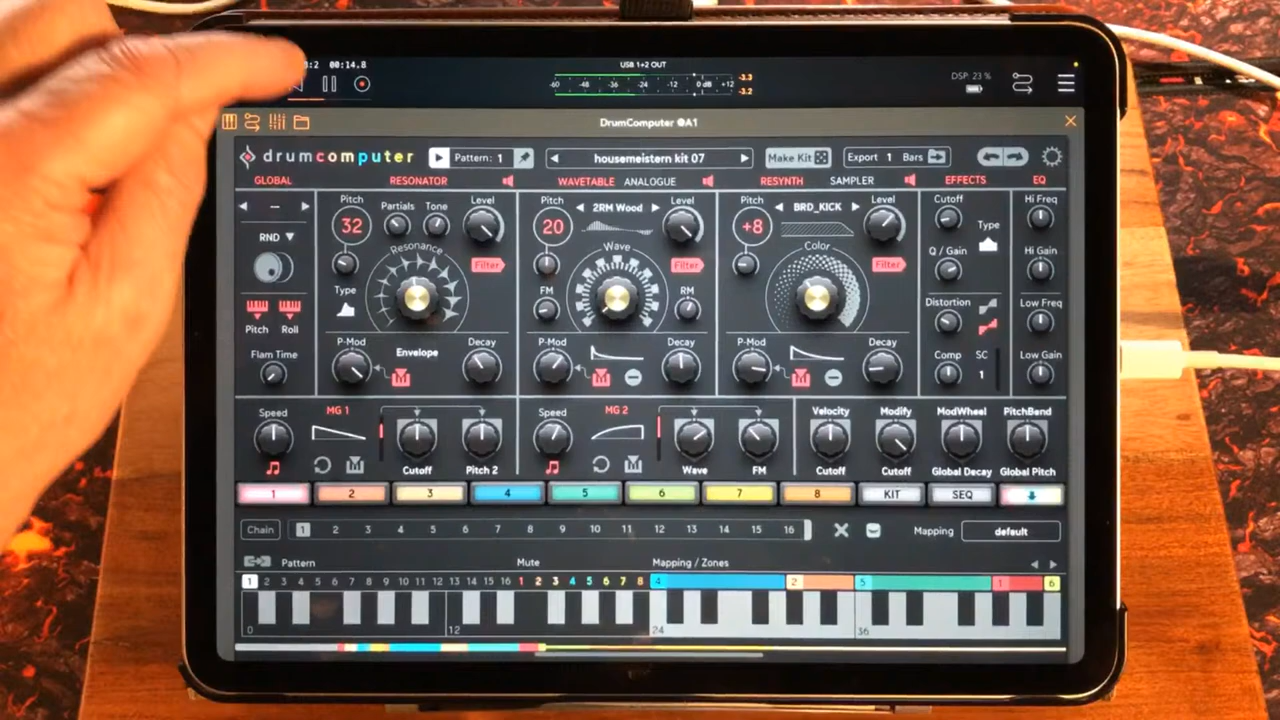 :2 00:14.8
USB 1+2 OUT
-60 -48 -36 -24 -12 0 dB +12
-3.3
-3.2
DSP: 23 %
DrumComputer @A1
drumcomputer
Pattern: 1
housemeistern kit 07
Make Kit
Export 1 Bars
GLOBAL
RESONATOR
WAVETABLE ANALOGUE
RESYNTH SAMPLER
EFFECTS
EQ
Pitch Partials Tone Level
Pitch 2RM Wood Level
Pitch BRD_KICK Level
Cutoff
Hi Freq
32
20
+8
Type
RND
Resonance
Wave
Color
Filter
Filter
Filter
Q / Gain
Hi Gain
Type
FM
RM
Pitch Roll
Distortion
Low Freq
Flam Time
P-Mod Envelope Decay
P-Mod Decay
P-Mod Decay
Comp SC
1
Low Gain
Speed MG 1
Speed MG 2
Velocity Modify ModWheel PitchBend
Cutoff Pitch 2
Wave FM
Cutoff Cutoff Global Decay Global Pitch
1 2 3 4 5 6 7 8 KIT SEQ
Chain 1 2 3 4 5 6 7 8 9 10 11 12 13 14 15 16 Mapping default
Pattern Mute Mapping / Zones
1 2 3 4 5 6 7 8 9 10 11 12 13 14 15 16 1 2 3 4 5 6 7 8 4 2 5 1 6
0 12 24 36